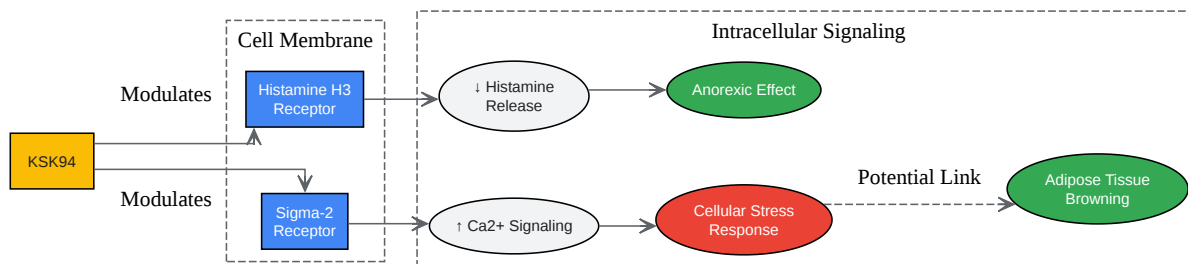 Cell Membrane
Intracellular Signaling
Modulates
Histamine H3
Receptor
↓ Histamine
Release
Anorexic Effect
KSK94
Modulates
Sigma-2
Receptor
↑ Ca2+ Signaling
Cellular Stress
Response
Potential Link
Adipose Tissue
Browning